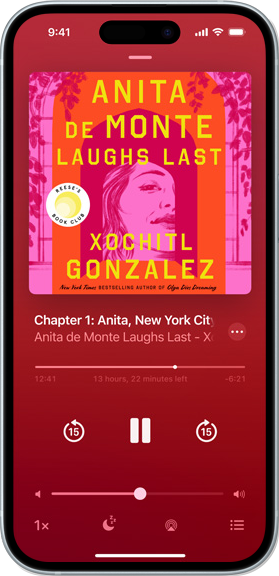 9:41
ANITA
DE MONTE
LAUGHS LAST
REESE'S
BOOK CLUB
XOCHITL
GONZALEZ
New York Times BESTSELLING AUTHOR OF Olga Dies Dreaming
Chapter 1: Anita, New York City
Anita de Monte Laughs Last - Xo
12:41 13 hours, 22 minutes left -6:21
15 15
1×